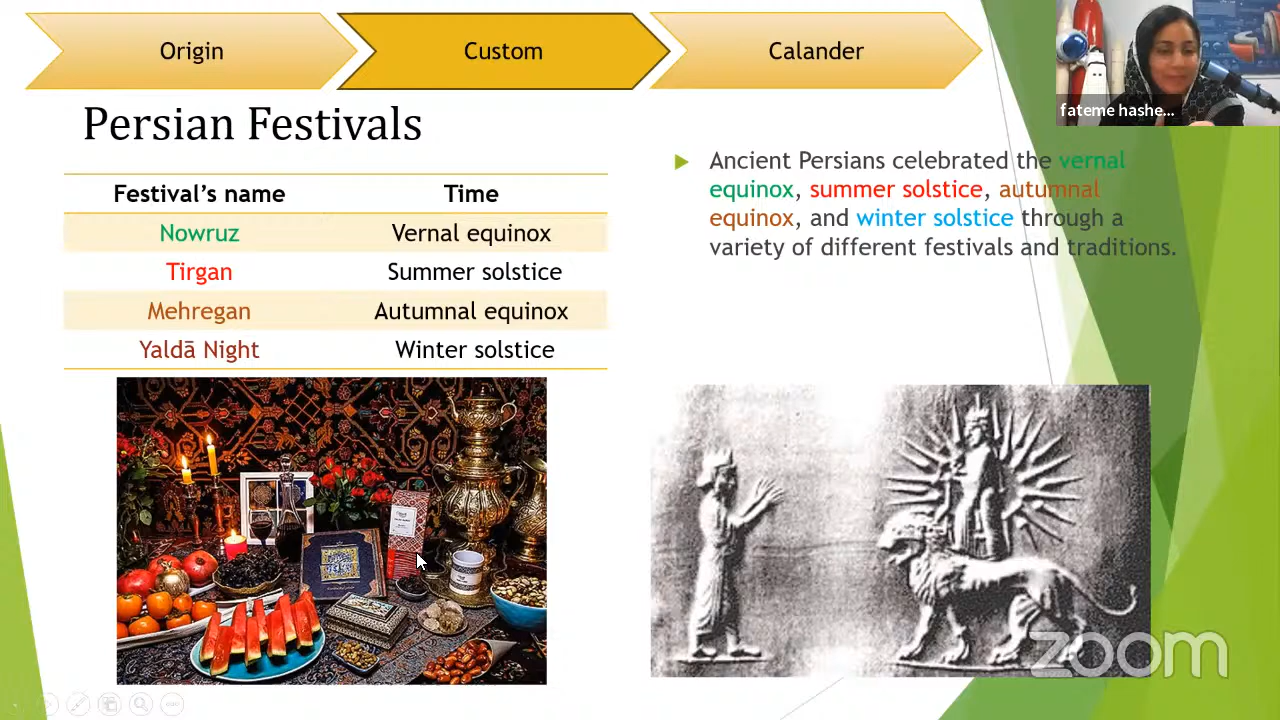 Origin
Custom
Calander
fateme hashe...
Persian Festivals
Festival's name Time
Nowruz Vernal equinox
Tirgan Summer solstice
Mehregan Autumnal equinox
Yaldā Night Winter solstice
Ancient Persians celebrated the vernal
equinox, summer solstice, autumnal
equinox, and winter solstice through a
variety of different festivals and traditions.
zoom